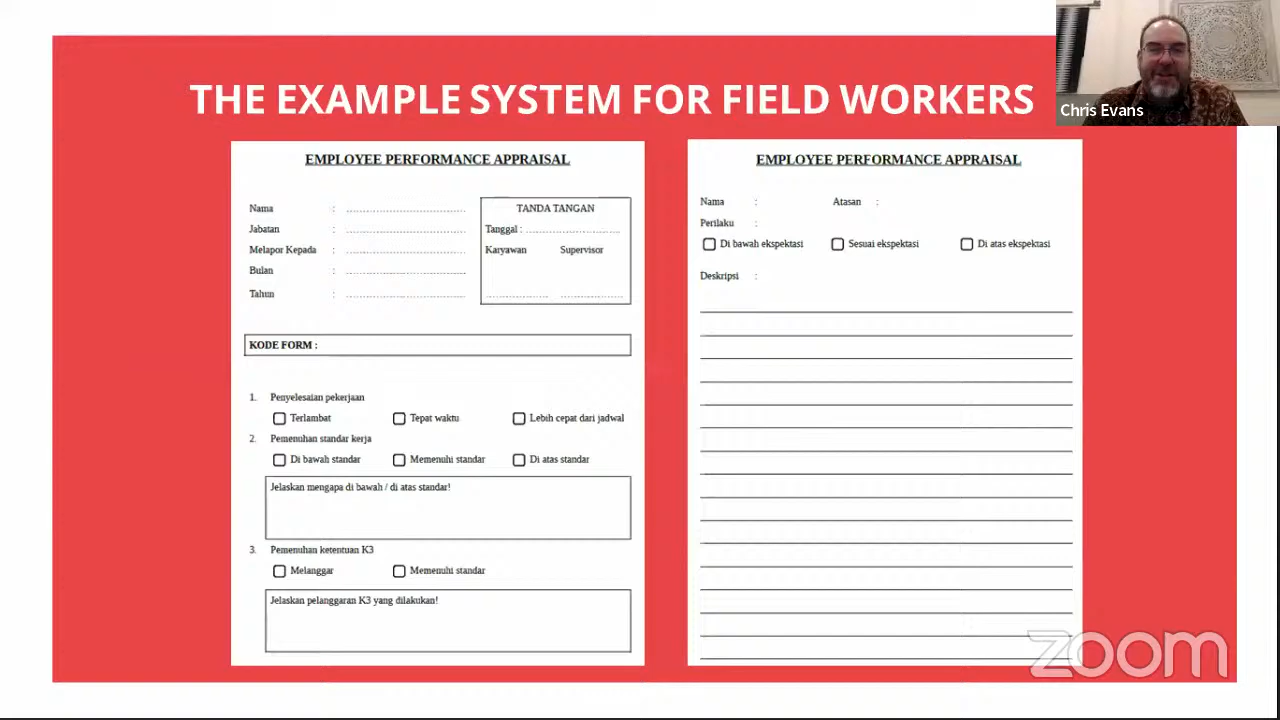 THE EXAMPLE SYSTEM FOR FIELD WORKERS
Chris Evans
EMPLOYEE PERFORMANCE APPRAISAL
Nama :
Jabatan :
Melapor Kepada :
Bulan :
Tahun :
TANDA TANGAN
Tanggal :
Karyawan Supervisor
KODE FORM :
1. Penyelesaian pekerjaan
Terlambat Tepat waktu Lebih cepat dari jadwal
2. Pemenuhan standar kerja
Di bawah standar Memenuhi standar Di atas standar
Jelaskan mengapa di bawah / di atas standar!
3. Pemenuhan ketentuan K3
Melanggar Memenuhi standar
Jelaskan pelanggaran K3 yang dilakukan!
EMPLOYEE PERFORMANCE APPRAISAL
Nama : Atasan :
Perilaku :
Di bawah ekspektasi Sesuai ekspektasi Di atas ekspektasi
Deskripsi :
zoom